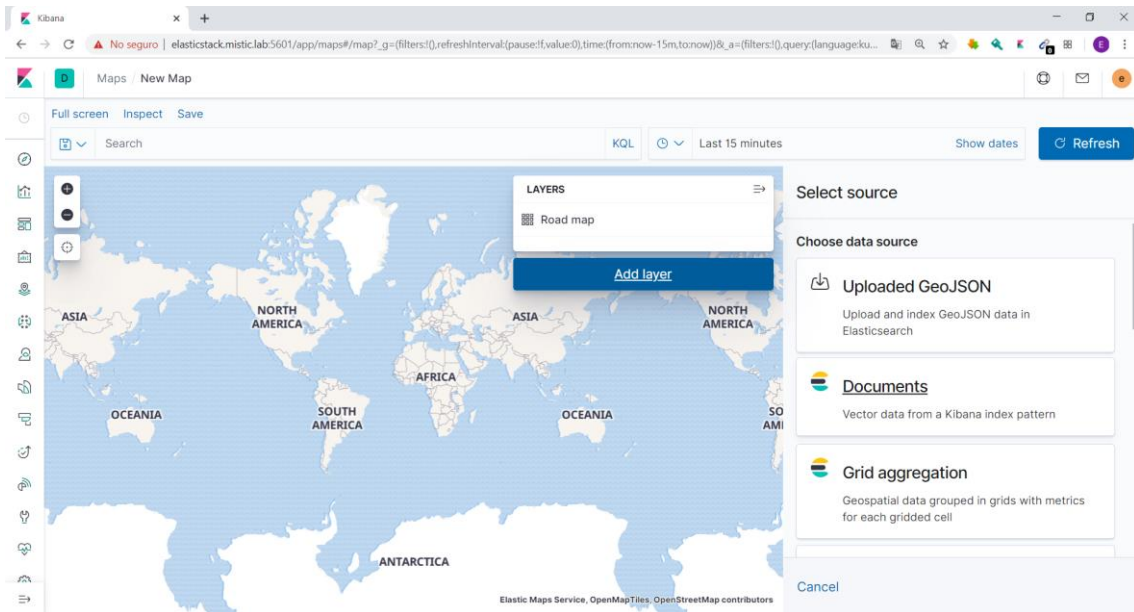 Kibana
No seguro | elasticstack.mistic.lab:5601/app/maps#/map?_g=(filters:!(),refreshInterval:(pause:!f,value:0),time:(from:now-15m,to:now))&_a=(filters:!(),query:(language:ku...
E
D
Maps / New Map
e
Full screen Inspect Save
Search
KQL
Last 15 minutes
Show dates
Refresh
LAYERS
Road map
Add layer
ASIA
NORTH
AMERICA
ASIA
NORTH
AMERICA
AFRICA
OCEANIA
SOUTH
AMERICA
OCEANIA
SO
AMI
ANTARCTICA
Elastic Maps Service, OpenMapTiles, OpenStreetMap contributors
Select source
Choose data source
Uploaded GeoJSON
Upload and index GeoJSON data in
Elasticsearch
Documents
Vector data from a Kibana index pattern
Grid aggregation
Geospatial data grouped in grids with metrics
for each gridded cell
Cancel